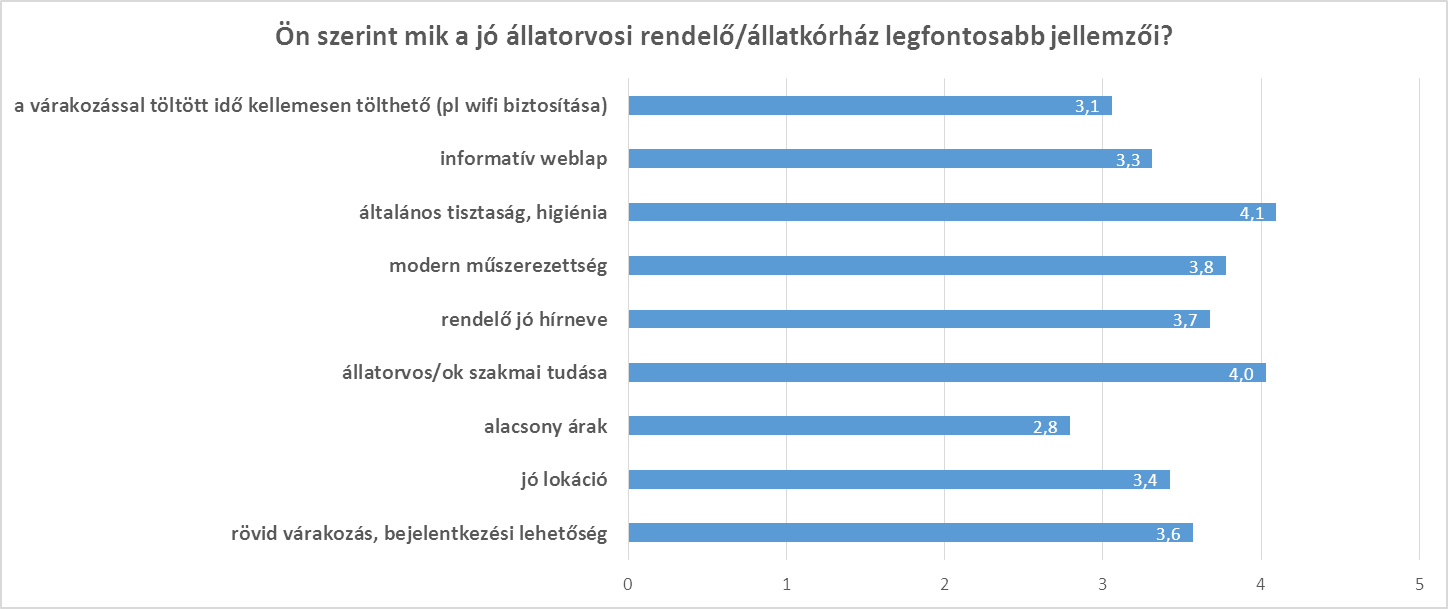 Ön szerint mik a jó állatorvosi rendelő/állatkórház legfontosabb jellemzői?
a várakozással töltött idő kellemesen tölthető (pl wifi biztosítása) 3,1
informatív weblap 3,3
általános tisztaság, higiénia 4,1
modern műszerezettség 3,8
rendelő jó hírneve 3,7
állatorvos/ok szakmai tudása 4,0
alacsony árak 2,8
jó lokáció 3,4
rövid várakozás, bejelentkezési lehetőség 3,6
0 1 2 3 4 5